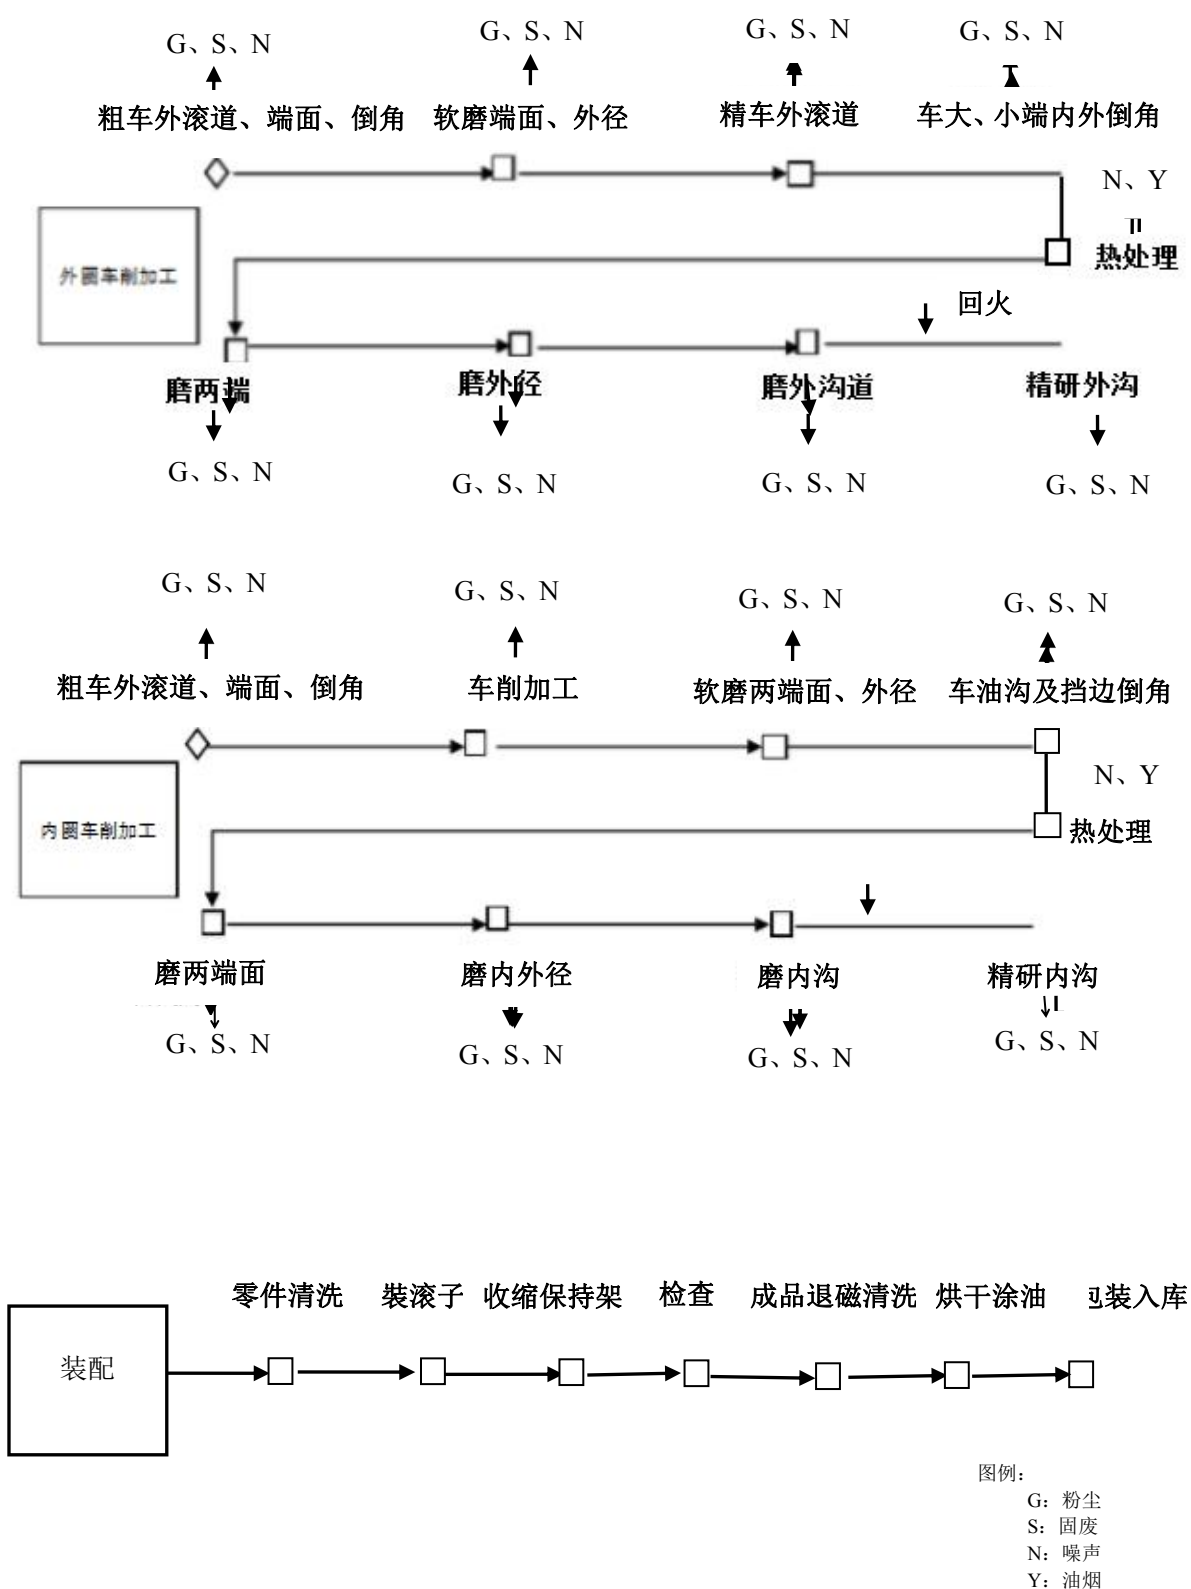 G、S、N G、S、N G、S、N G、S、N
粗车外滚道、端面、倒角 软磨端面、外径 精车外滚道 车大、小端内外倒角
N、Y
热处理
外圆车削加工
回火
磨两端 磨外径 磨外沟道 精研外沟
G、S、N G、S、N G、S、N G、S、N
G、S、N G、S、N G、S、N G、S、N
粗车外滚道、端面、倒角 车削加工 软磨两端面、外径 车油沟及挡边倒角
N、Y
内圆车削加工 热处理
磨两端面 磨内外径 磨内沟 精研内沟
G、S、N G、S、N G、S、N G、S、N
零件清洗 装滚子 收缩保持架 检查 成品退磁清洗 烘干涂油 包装入库
装配
图例：
G：粉尘
S：固废
N：噪声
Y：油烟